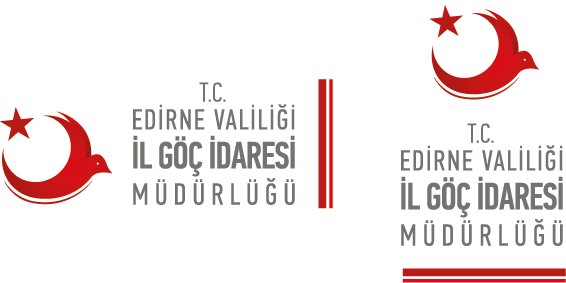 T.C.
EDİRNE VALİLİĞİ
İL GÖÇ İDARESİ
MÜDÜRLÜĞÜ
T.C.
EDİRNE VALİLİĞİ
İL GÖÇ İDARESİ
MÜDÜRLÜĞÜ